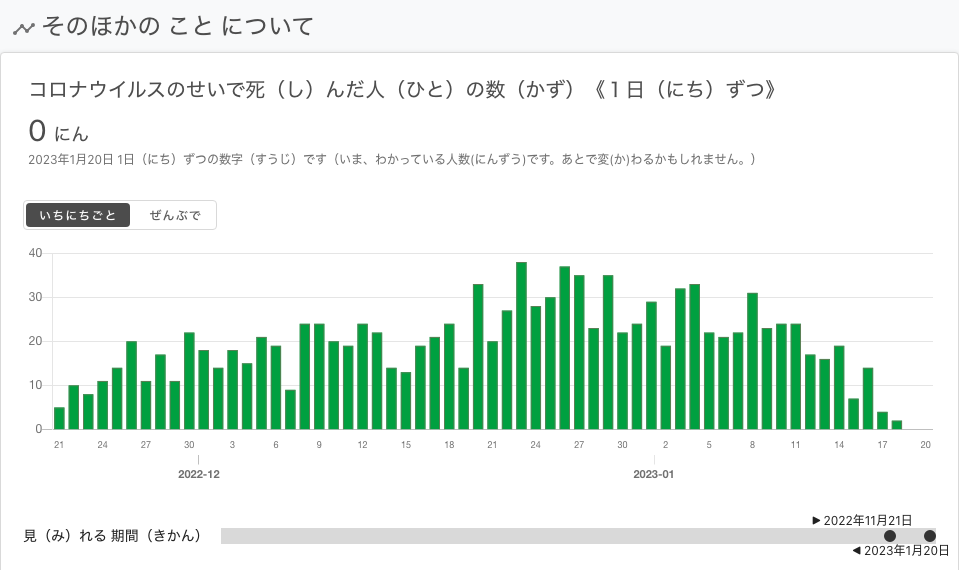 そのほかの こと について
コロナウイルスのせいで死（し）んだ人（ひと）の数（かず）《１日（にち）ずつ》
0 にん
2023年1月20日 1日（にち）ずつの数字（すうじ）です（いま、わかっている人数(にんずう)です。あとで変(か)わるかもしれません。）
いちにちごと ぜんぶで
40
30
20
10
0
21 24 27 30 3 6 9 12 15 18 21 24 27 30 2 5 8 11 14 17 20
2022-12 2023-01
▶ 2022年11月21日
見（み）れる 期間（きかん）
◀ 2023年1月20日